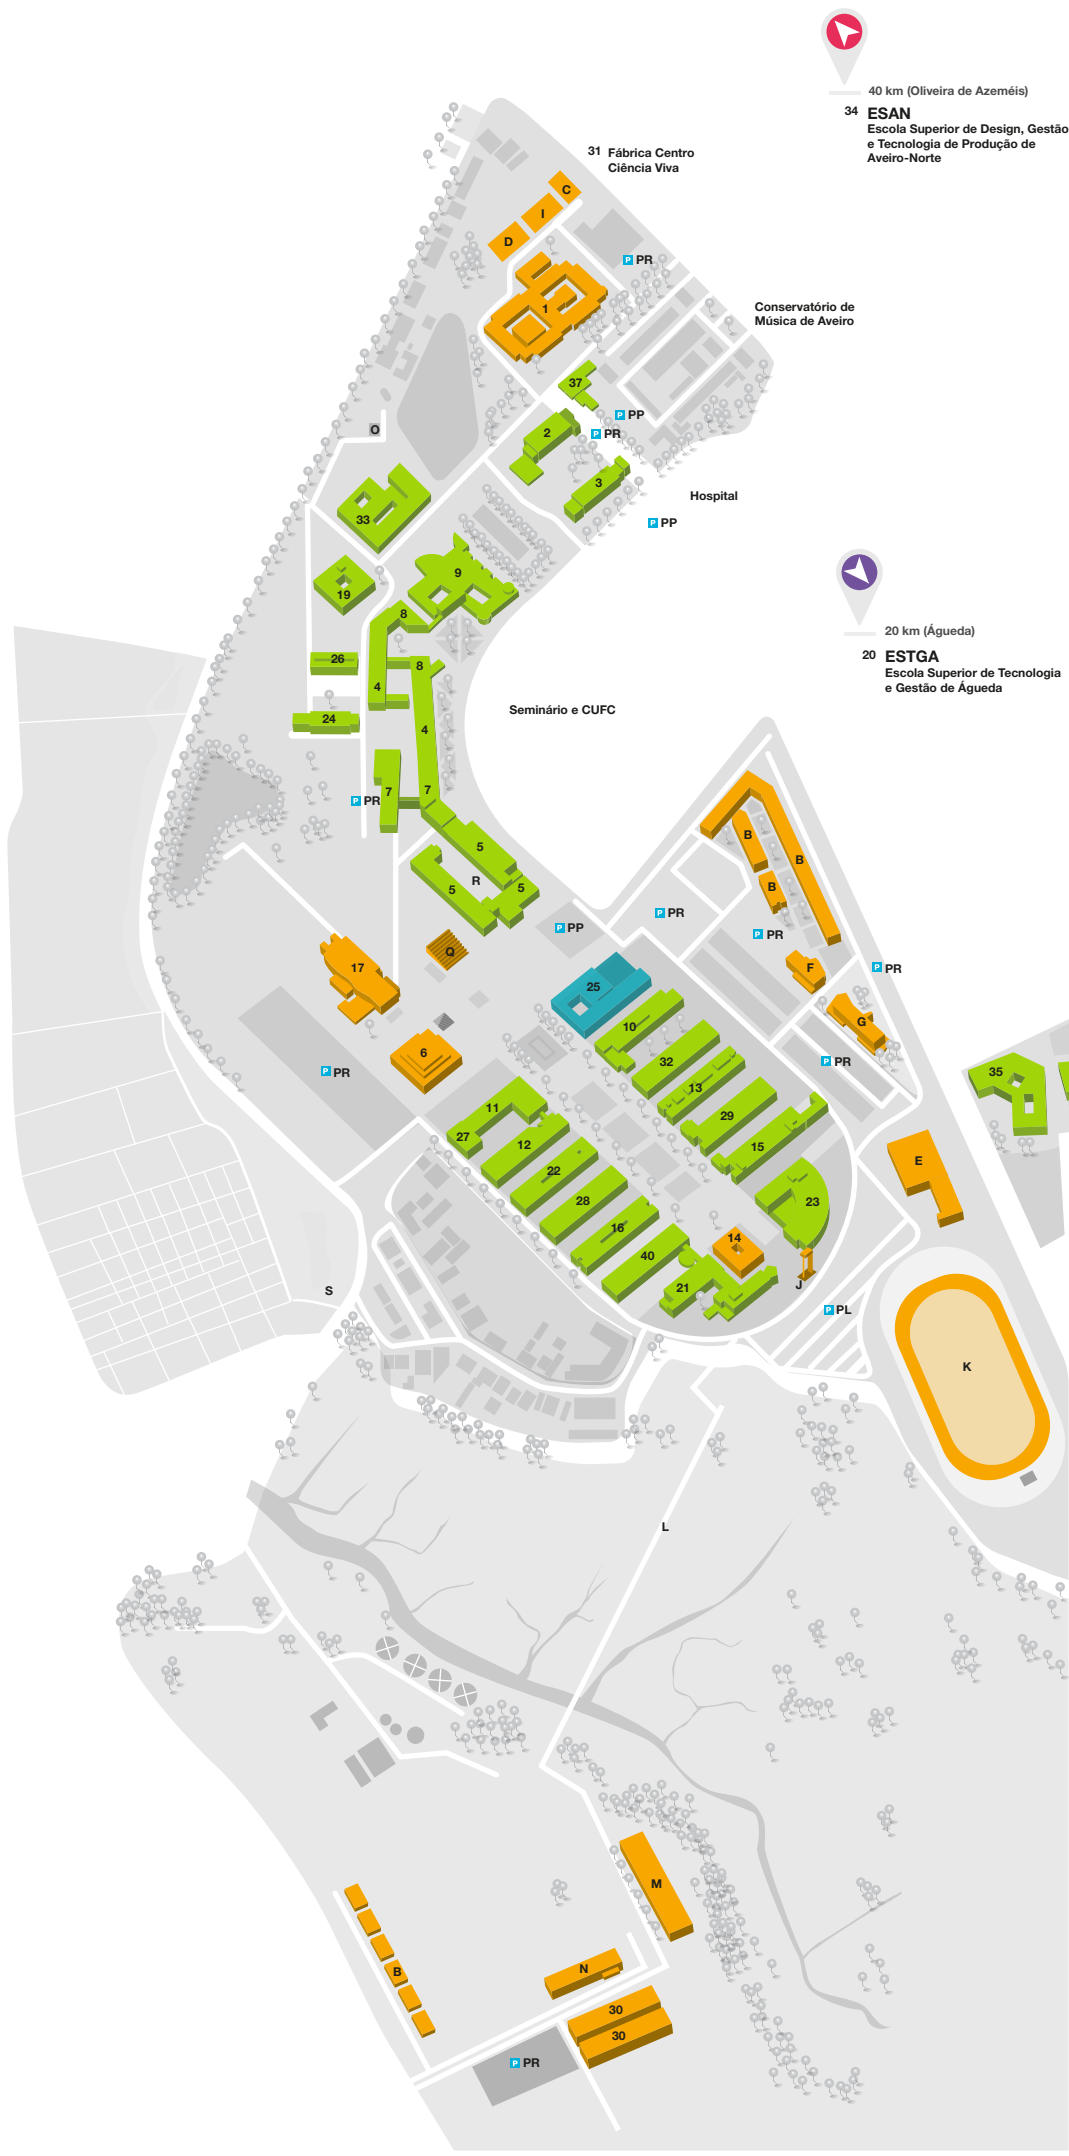 40 km (Oliveira de Azeméis)
34 ESAN
Escola Superior de Design, Gestão
e Tecnologia de Produção de
Aveiro-Norte
31 Fábrica Centro
Ciência Viva
C
I
D
P PR
1
Conservatório de
Música de Aveiro
37
P PP
O
2
P PR
3
Hospital
33
P PP
9
19
20 km (Águeda)
8
20 ESTGA
Escola Superior de Tecnologia
e Gestão de Águeda
26
8
4
Seminário e CUFC
24
4
7
7
P PR
B
5
B
R
5
5
B
P PR
P PP
P PR
Q
17
F
P PR
25
G
10
6
32
P PR
P PR
35
13
11
29
27
12
15
E
22
28
23
16
14
40
J
21
S
P PL
K
L
M
B
N
30
30
P PR